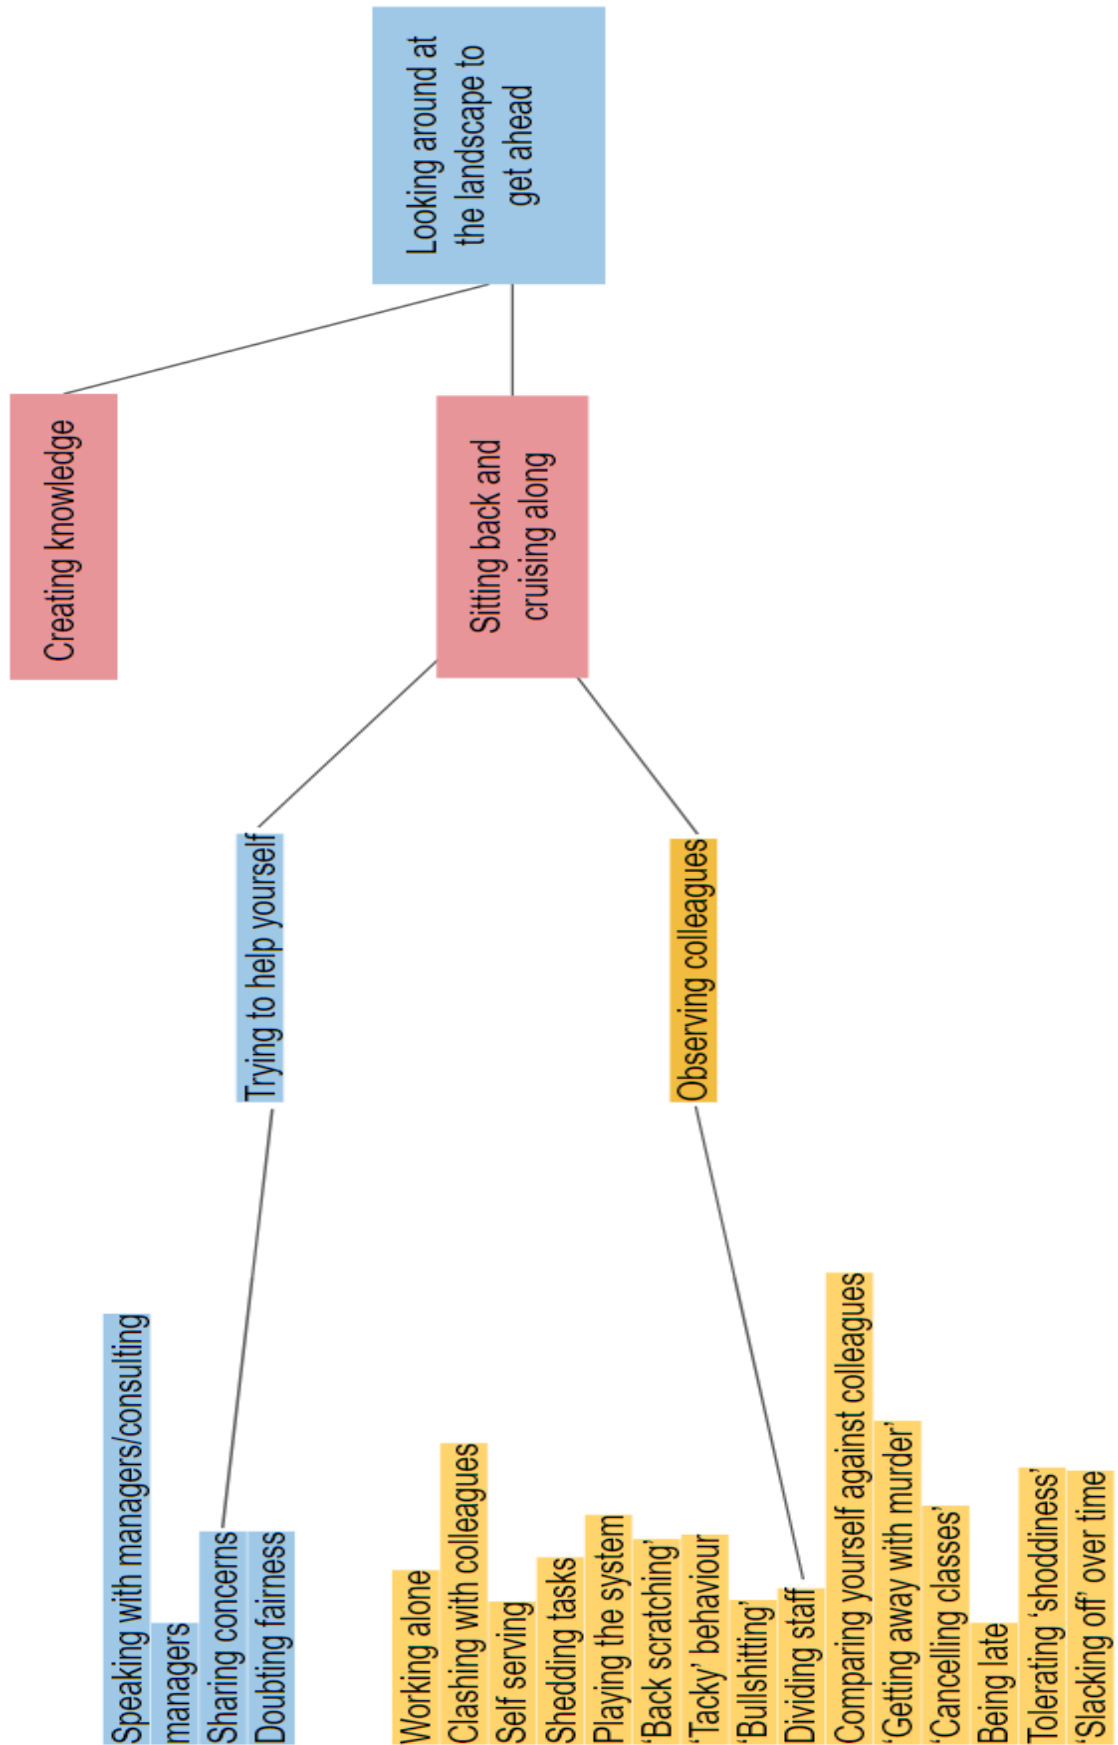 Speaking with managers/consulting
managers
Sharing concerns
Doubting fairness
Working alone
Clashing with colleagues
Self serving
Shedding tasks
Playing the system
‘Back scratching’
‘Tacky’ behaviour
‘Bullshitting’
Dividing staff
Comparing yourself against colleagues
‘Getting away with murder’
‘Cancelling classes’
Being late
Tolerating ‘shoddiness’
‘Slacking off’ over time
Trying to help yourself
Observing colleagues
Creating knowledge
Sitting back and
cruising along
Looking around at
the landscape to
get ahead